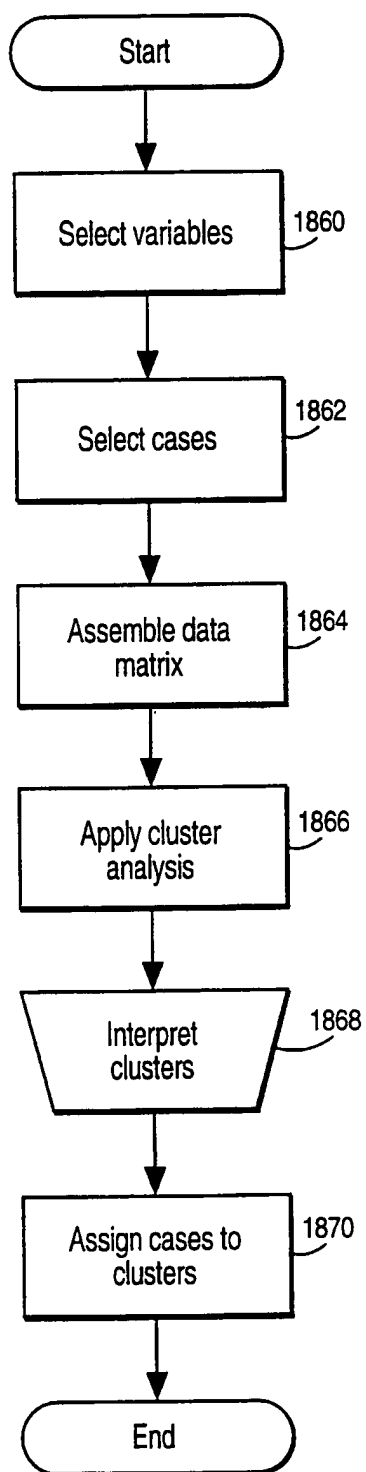 Start
Select variables
1860
Select cases
1862
Assemble data
matrix
1864
Apply cluster
analysis
1866
Interpret
clusters
1868
Assign cases to
clusters
1870
End